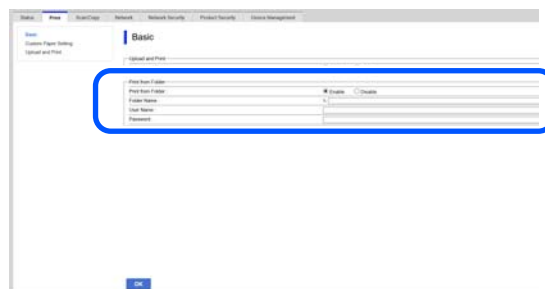 Status Print Scan/Copy Network Network Security Product Security Device Management
Basic
Custom Paper Setting
Upload and Print
Basic
Upload and Print
Print from Folder
Print from Folder Enable Disable
Folder Name
User Name
Password
OK